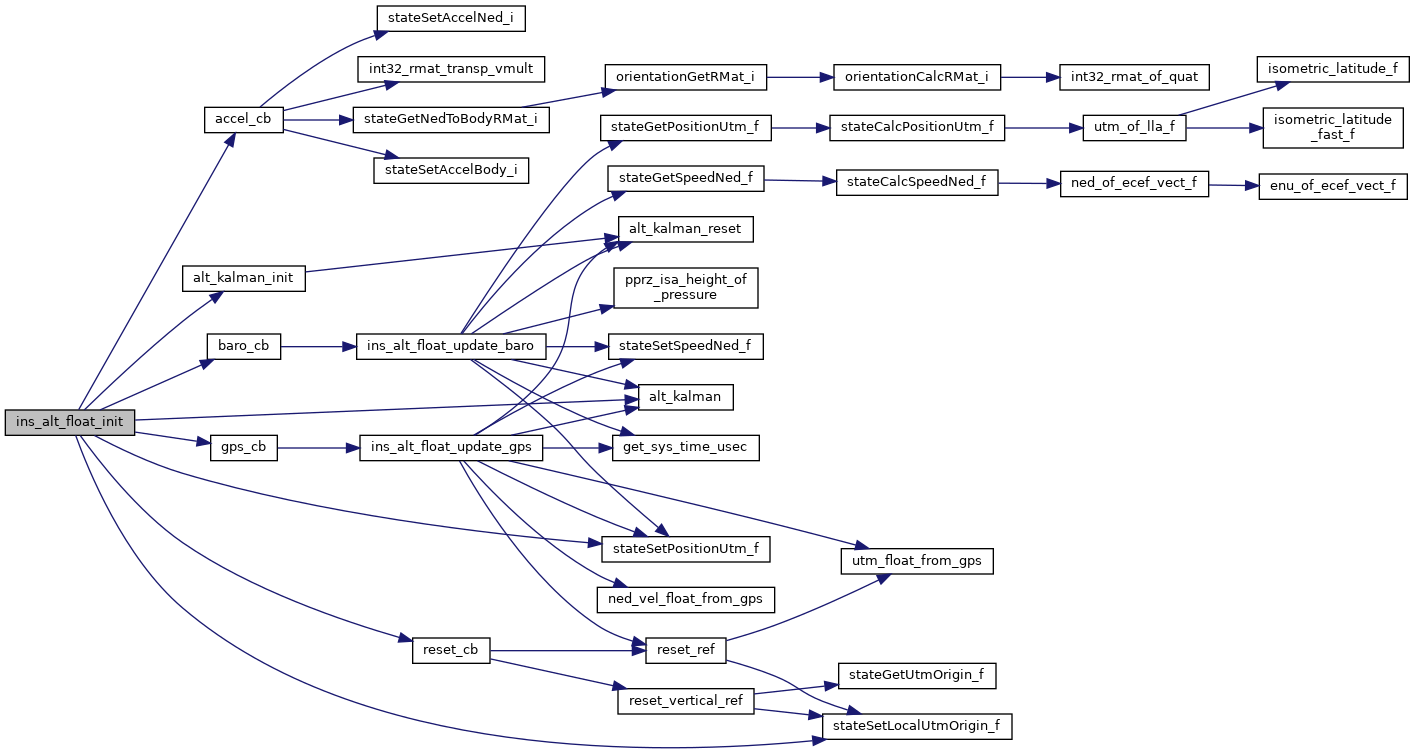 stateSetAccelNed_i
int32_rmat_transp_vmult
accel_cb
stateGetNedToBodyRMat_i
stateSetAccelBody_i
orientationGetRMat_i
orientationCalcRMat_i
int32_rmat_of_quat
isometric_latitude_f
stateGetPositionUtm_f
stateCalcPositionUtm_f
utm_of_lla_f
isometric_latitude
_fast_f
stateGetSpeedNed_f
stateCalcSpeedNed_f
ned_of_ecef_vect_f
enu_of_ecef_vect_f
alt_kalman_reset
alt_kalman_init
pprz_isa_height_of
_pressure
baro_cb
ins_alt_float_update_baro
stateSetSpeedNed_f
alt_kalman
ins_alt_float_init
gps_cb
ins_alt_float_update_gps
get_sys_time_usec
stateSetPositionUtm_f
utm_float_from_gps
ned_vel_float_from_gps
reset_cb
reset_ref
stateGetUtmOrigin_f
reset_vertical_ref
stateSetLocalUtmOrigin_f